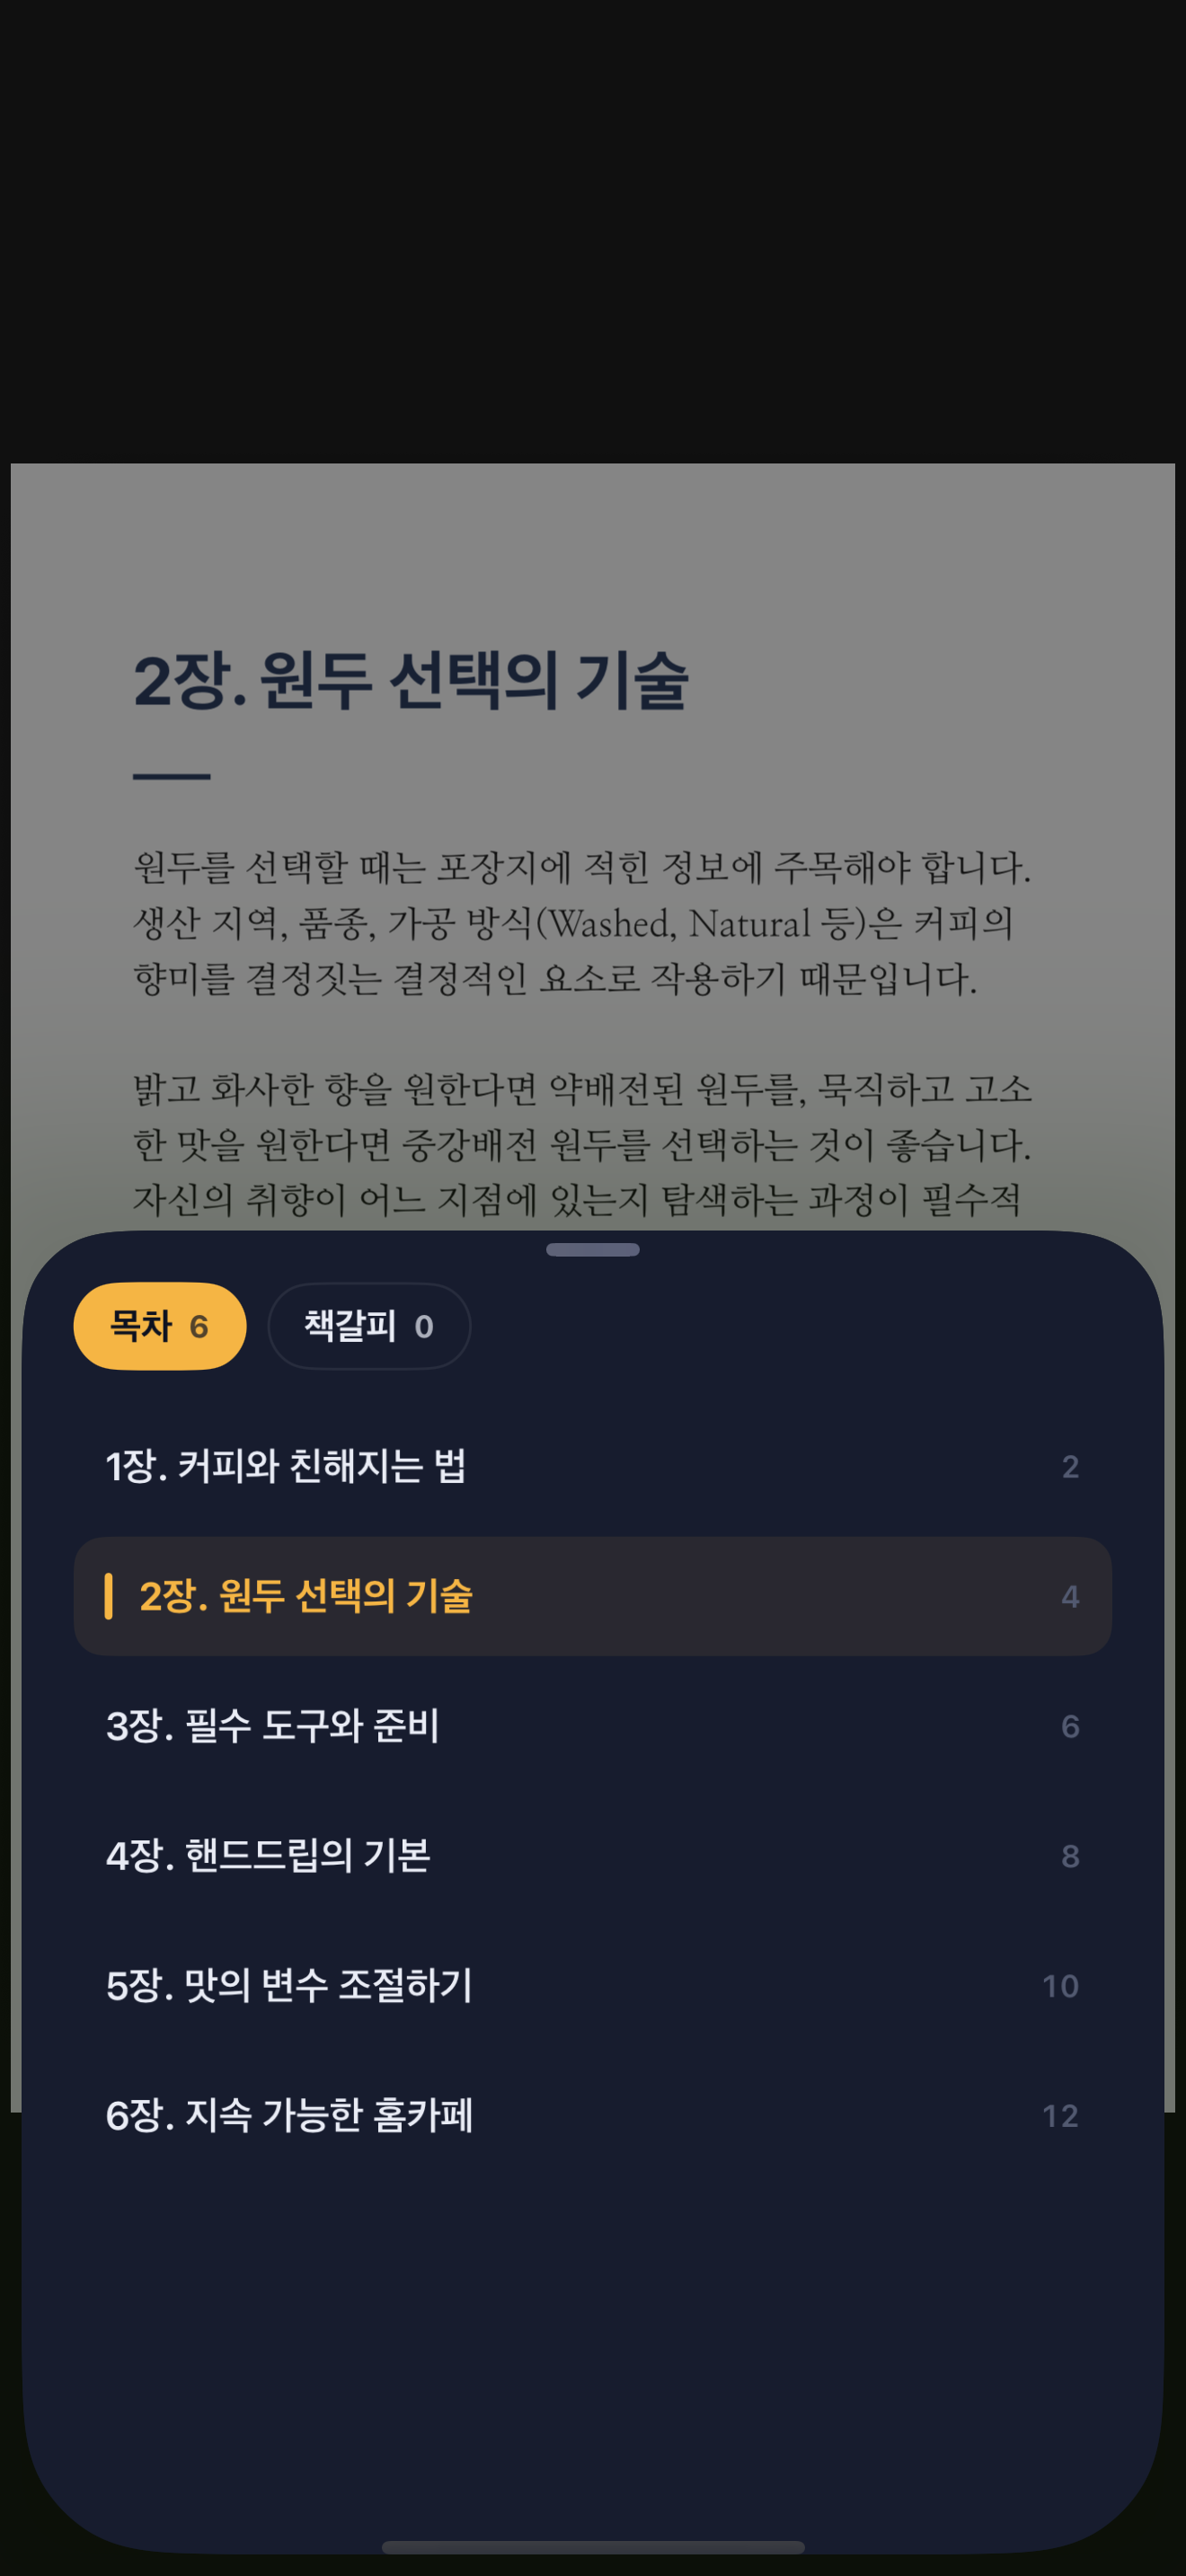 2장. 원두 선택의 기술
원두를 선택할 때는 포장지에 적힌 정보에 주목해야 합니다.
생산 지역, 품종, 가공 방식(Washed, Natural 등)은 커피의
향미를 결정짓는 결정적인 요소로 작용하기 때문입니다.
밝고 화사한 향을 원한다면 약배전된 원두를, 묵직하고 고소
한 맛을 원한다면 중강배전 원두를 선택하는 것이 좋습니다.
자신의 취향이 어느 지점에 있는지 탐색하는 과정이 필수적
목차 6 책갈피 0
1장. 커피와 친해지는 법 2
2장. 원두 선택의 기술 4
3장. 필수 도구와 준비 6
4장. 핸드드립의 기본 8
5장. 맛의 변수 조절하기 10
6장. 지속 가능한 홈카페 12